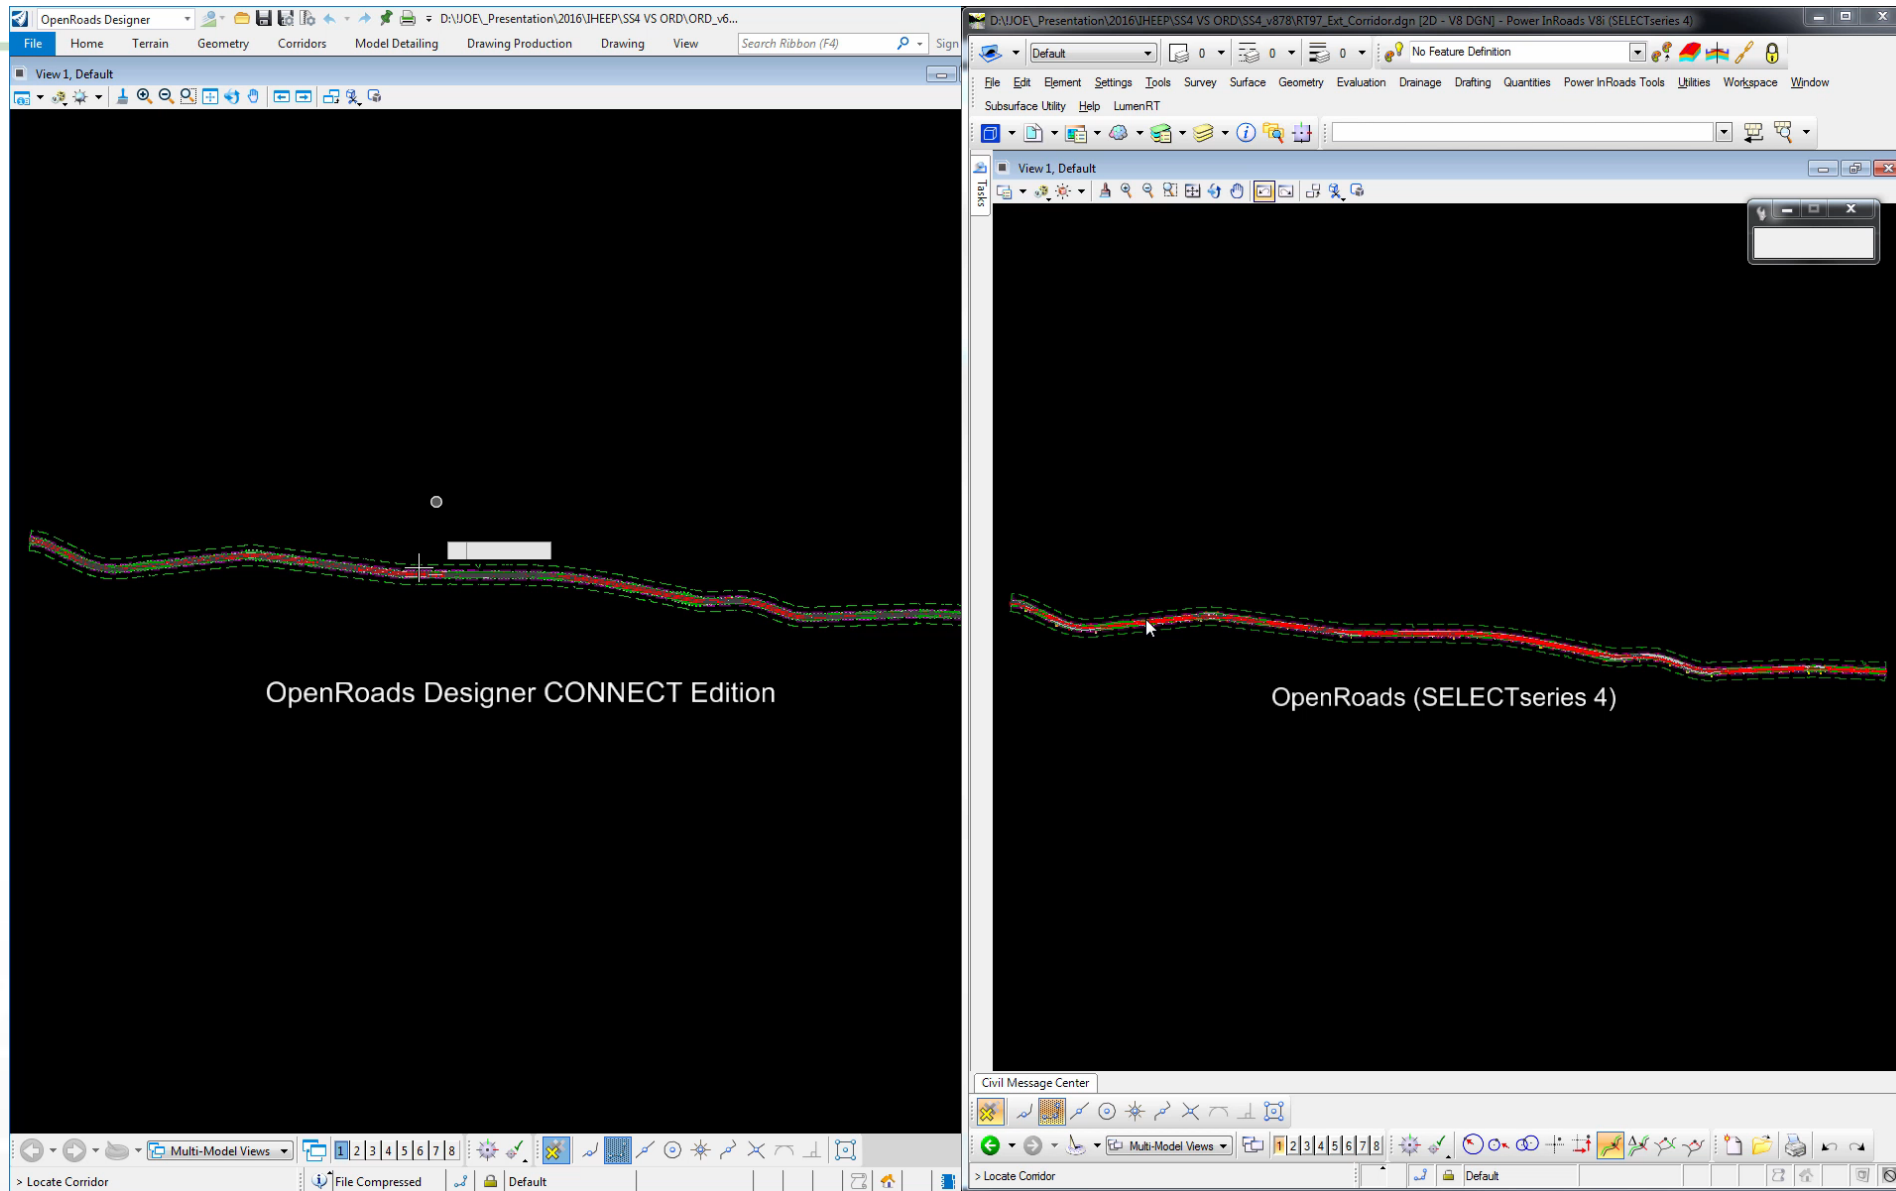 OpenRoads Designer
D:\!JOE\_Presentation\2016\IHEEP\SS4 VS ORD\ORD_v6...
File Home Terrain Geometry Corridors Model Detailing Drawing Production Drawing View Search Ribbon (F4) Sign
View 1, Default
OpenRoads Designer CONNECT Edition
Multi-Model Views 1 2 3 4 5 6 7 8
> Locate Corridor File Compressed Default
D:\!JOE\_Presentation\2016\IHEEP\SS4 VS ORD\SS4_v878\RT97_Ext_Corridor.dgn [2D - V8 DGN] - Power InRoads V8i (SELECTseries 4)
Default 0 0 0 No Feature Definition
File Edit Element Settings Tools Survey Surface Geometry Evaluation Drainage Drafting Quantities Power InRoads Tools Utilities Workspace Window
Subsurface Utility Help LumenRT
Tasks
View 1, Default
OpenRoads (SELECTseries 4)
Civil Message Center
Multi-Model Views 1 2 3 4 5 6 7 8
> Locate Corridor Default